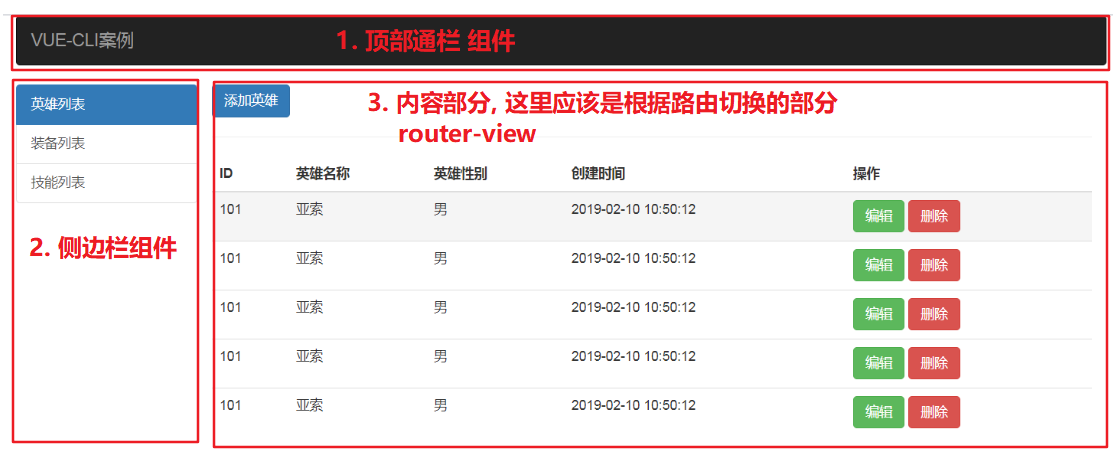 VUE-CLI案例
1. 顶部通栏 组件
英雄列表
装备列表
技能列表
2. 侧边栏组件
添加英雄
3. 内容部分, 这里应该是根据路由切换的部分
router-view
ID 英雄名称 英雄性别 创建时间 操作
101 亚索 男 2019-02-10 10:50:12 编辑 删除
101 亚索 男 2019-02-10 10:50:12 编辑 删除
101 亚索 男 2019-02-10 10:50:12 编辑 删除
101 亚索 男 2019-02-10 10:50:12 编辑 删除
101 亚索 男 2019-02-10 10:50:12 编辑 删除